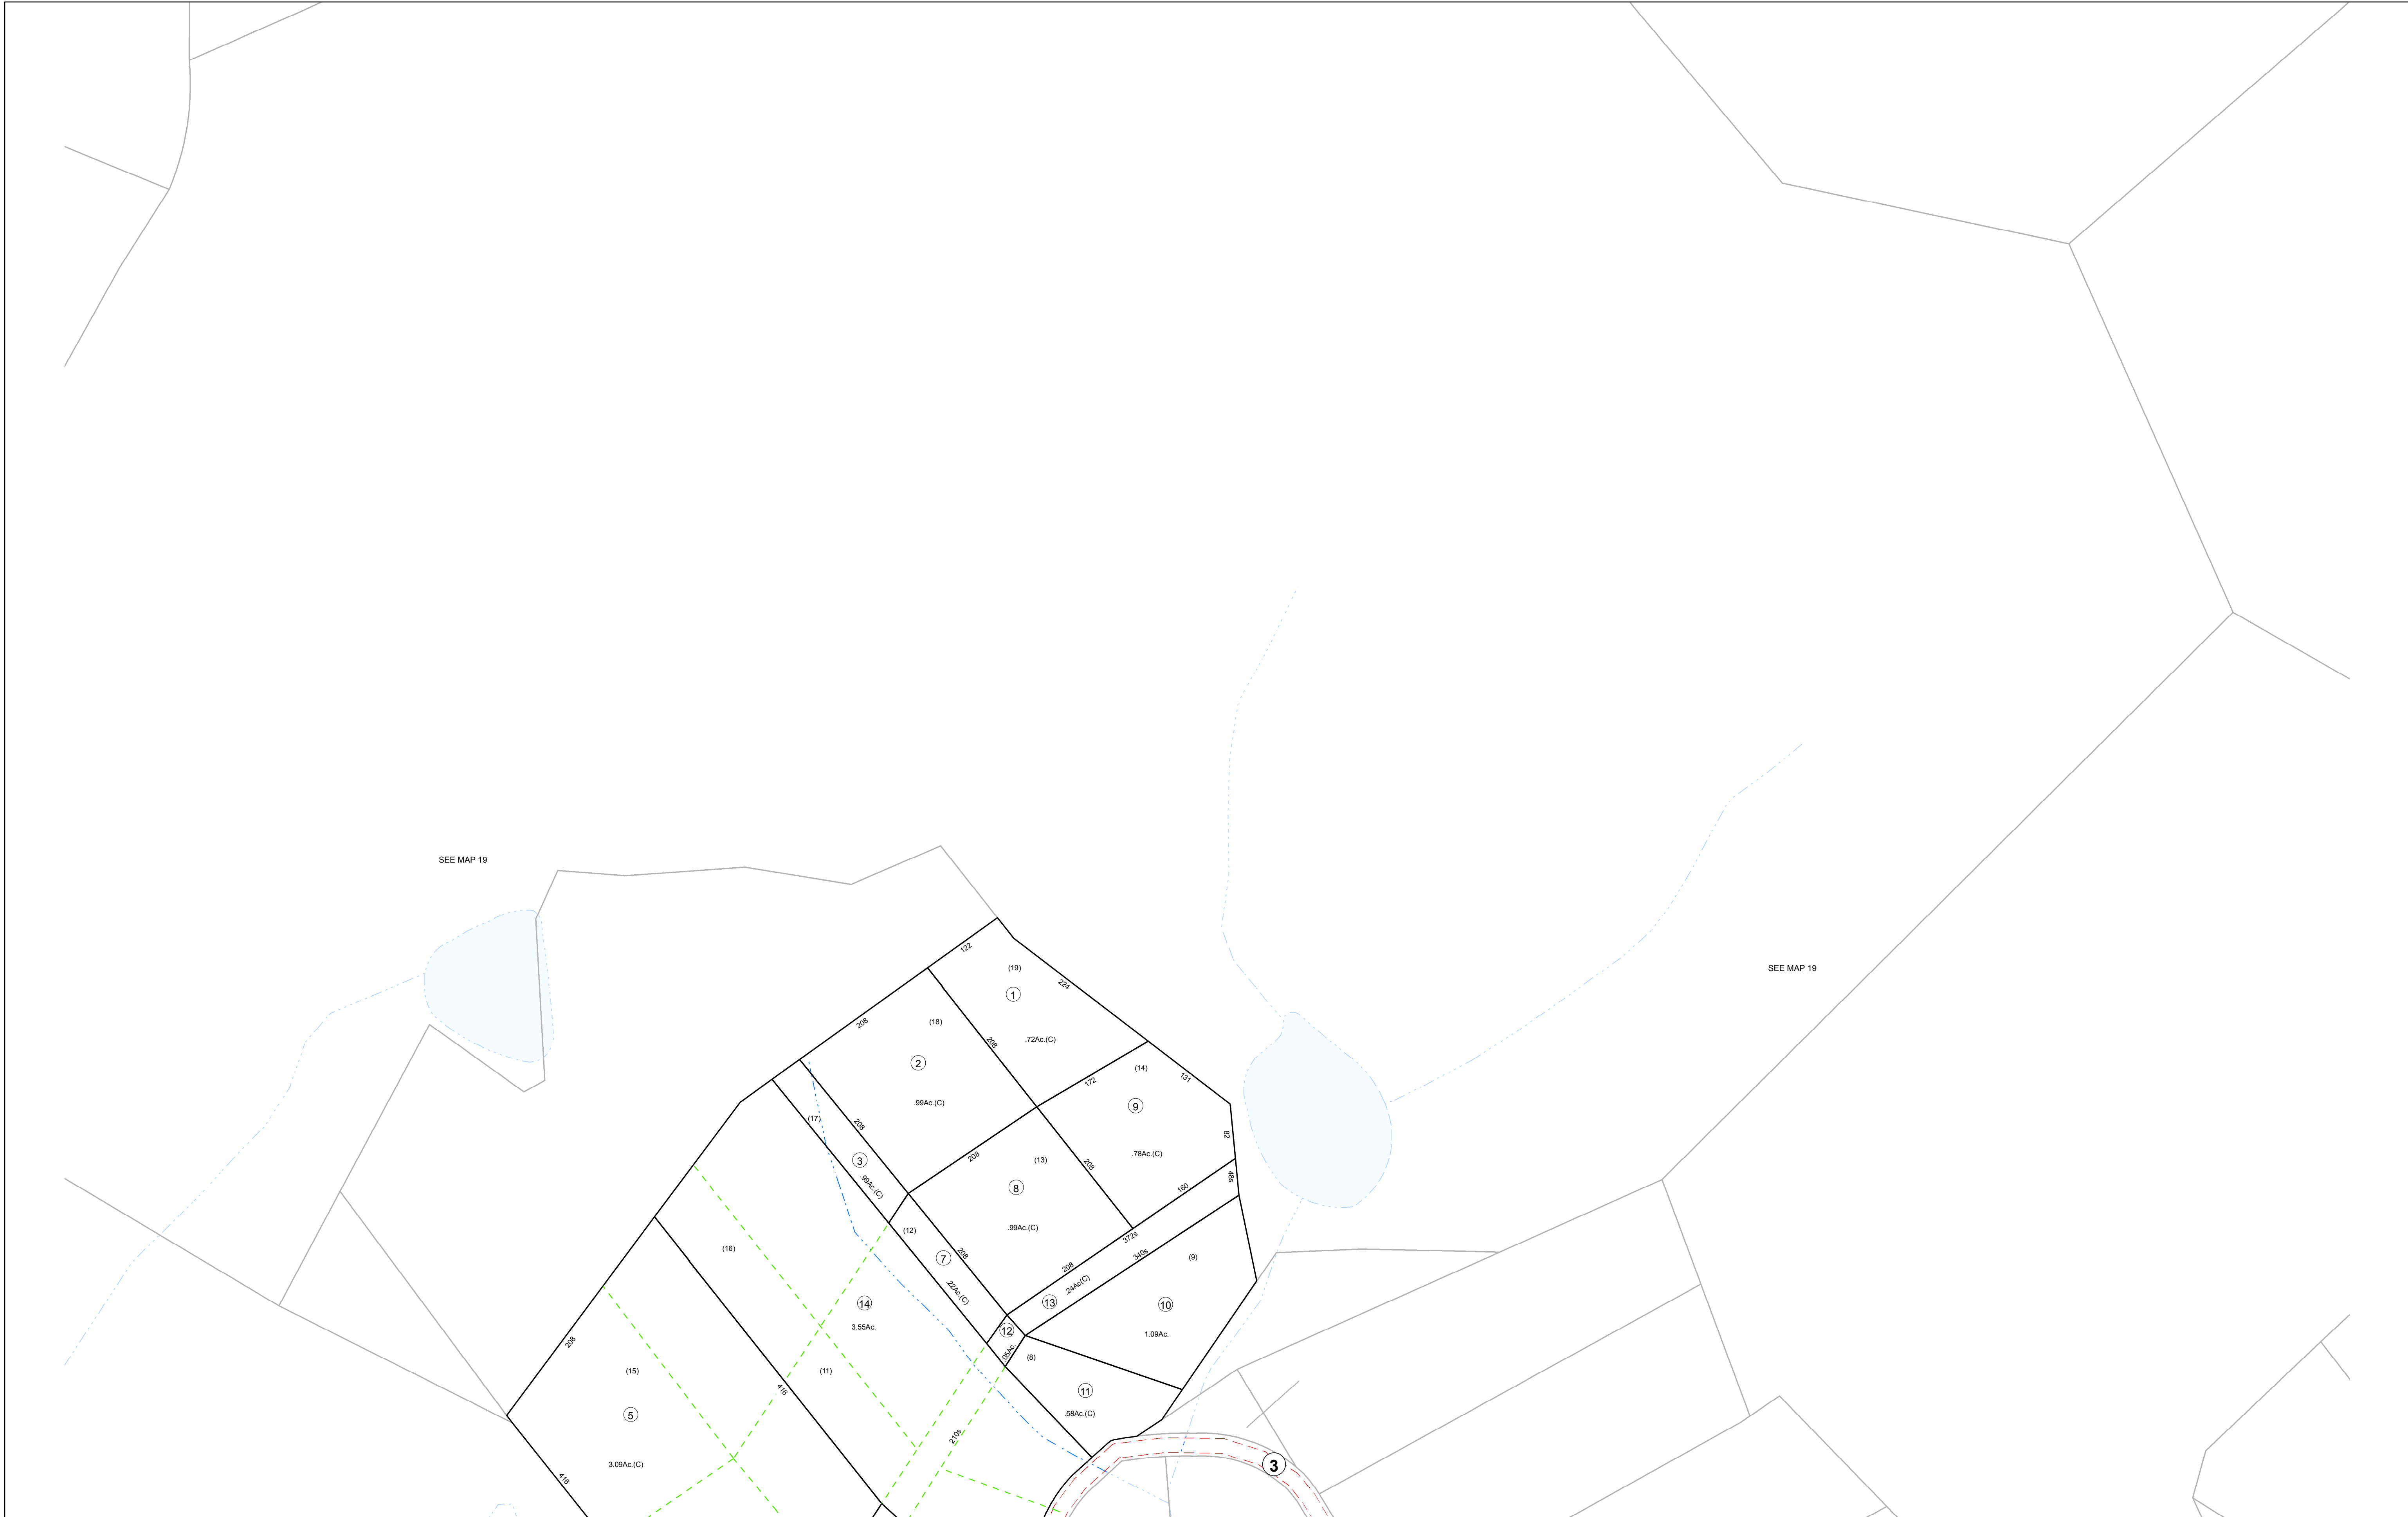 SEE MAP 19
122
(19)
224
1
SEE MAP 19
208
(18)
208
.72Ac.(C)
2
(14)
131
172
9
.99Ac.(C)
(17)
208
82
.78Ac.(C)
208
(13)
208
3
48s
.99Ac.(C)
8
160
(12)
.99Ac.(C)
372s
(16)
208
7
340s
(9)
208
.24Ac(C)
.22Ac.(C)
14
13
10
3.55Ac.
12
1.09Ac.
208
.05Ac.
(8)
(15)
(11)
416
11
5
.58Ac.(C)
210s
3.09Ac.(C)
3
416